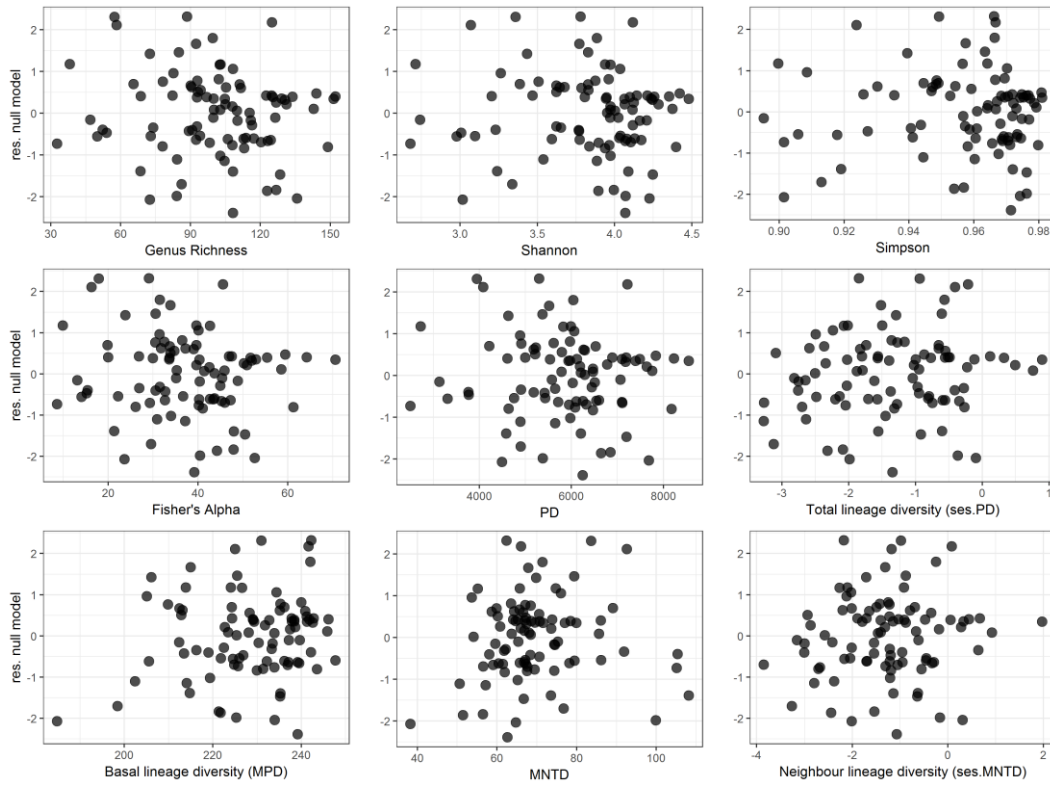 res. null model
2
1
0
-1
-2
30 60 90 120 150
Genus Richness
3.0 3.5 4.0 4.5
Shannon
0.90 0.92 0.94 0.96 0.98
Simpson
res. null model
2
1
0
-1
-2
20 40 60
Fisher's Alpha
4000 6000 8000
PD
-3 -2 -1 0 1
Total lineage diversity (ses.PD)
res. null model
2
1
0
-1
-2
200 220 240
Basal lineage diversity (MPD)
40 60 80 100
MNTD
-4 -2 0 2
Neighbour lineage diversity (ses.MNTD)